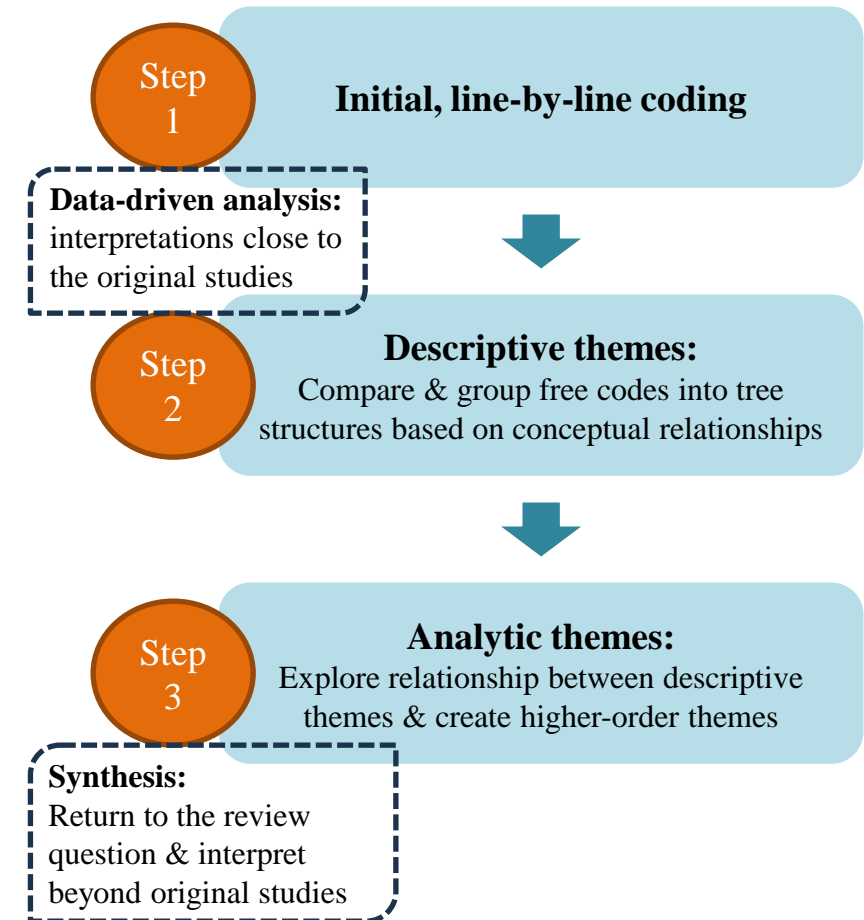 Step
1
Initial, line-by-line coding
Data-driven analysis:
interpretations close to
the original studies
Step
2
Descriptive themes:
Compare & group free codes into tree
structures based on conceptual relationships
Step
3
Analytic themes:
Explore relationship between descriptive
themes & create higher-order themes
Synthesis:
Return to the review
question & interpret
beyond original studies